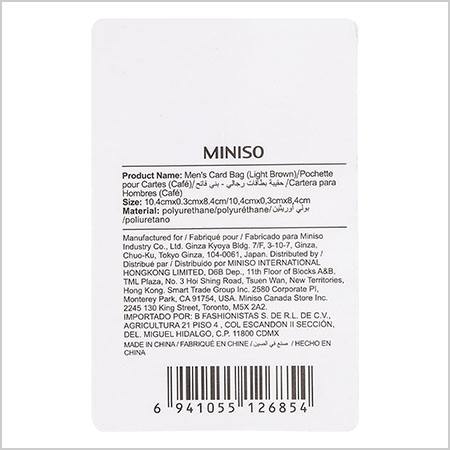 MINISO
Product Name: Men's Card Bag (Light Brown)/Pochette
pour Cartes (Café)/حقيبة بطاقات رجالي - بني فاتح/Cartera para
Hombres (Café)
Size: 10.4cmx0.3cmx8.4cm/10,4cmx0,3cmx8,4cm
Material: polyurethane/polyuréthane/بولي أوريثين
/poliuretano
Manufactured for / Fabriqué pour / Fabricado para Miniso
Industry Co., Ltd. Ginza Kyoya Bldg. 7/F, 3-10-7, Ginza,
Chuo-Ku, Tokyo Ginza, Tokyo, 104-0061, Japan Distributed by
/ Distribué par / Distribuido por MINISO INTERNATIONAL
HONGKONG LIMITED, D6B Dep., 11th Floor of Blocks A&B,
TML Plaza, No. 3 Hoi Shing Road, Tsuen Wan, New Territories,
Hong Kong. Smart Trade Group Inc. 2580 Corporate Pl,
Monterey Park, CA 91754, USA. Miniso Canada Store Inc.
2245 130 King Street, Toronto, M5X 2A2.
IMPORTADO POR: B FASHIONISTAS S. DE R.L. DE C.V.,
AGRICULTURA 21 PISO 4 , COL ESCANDON II SECCIÓN,
DEL. MIGUEL HIDALGO, C.P. 11800 CDMX
MADE IN CHINA / FABRIQUÉ EN CHINE / صنع في الصين / HECHO EN
CHINA
6 941055 126854